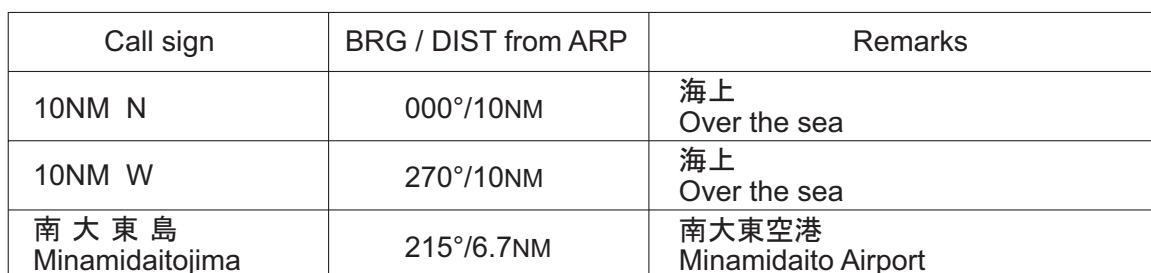 Call sign BRG / DIST from ARP Remarks
10NM N 000°/10NM 海上
Over the sea
10NM W 270°/10NM 海上
Over the sea
南 大 東 島 215°/6.7NM 南大東空港
Minamidaitojima Minamidaito Airport